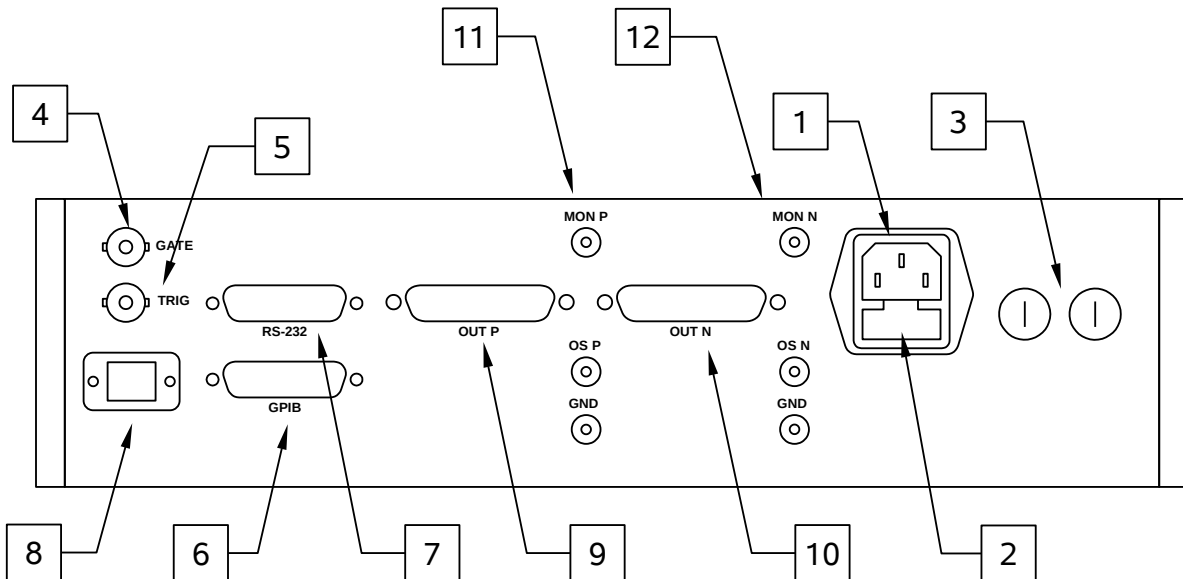 11
12
4
5
1
3
MON P
MON N
GATE
TRIG
RS-232
OUT P
OUT N
OS P
OS N
GPIB
GND
GND
8
6
7
9
10
2